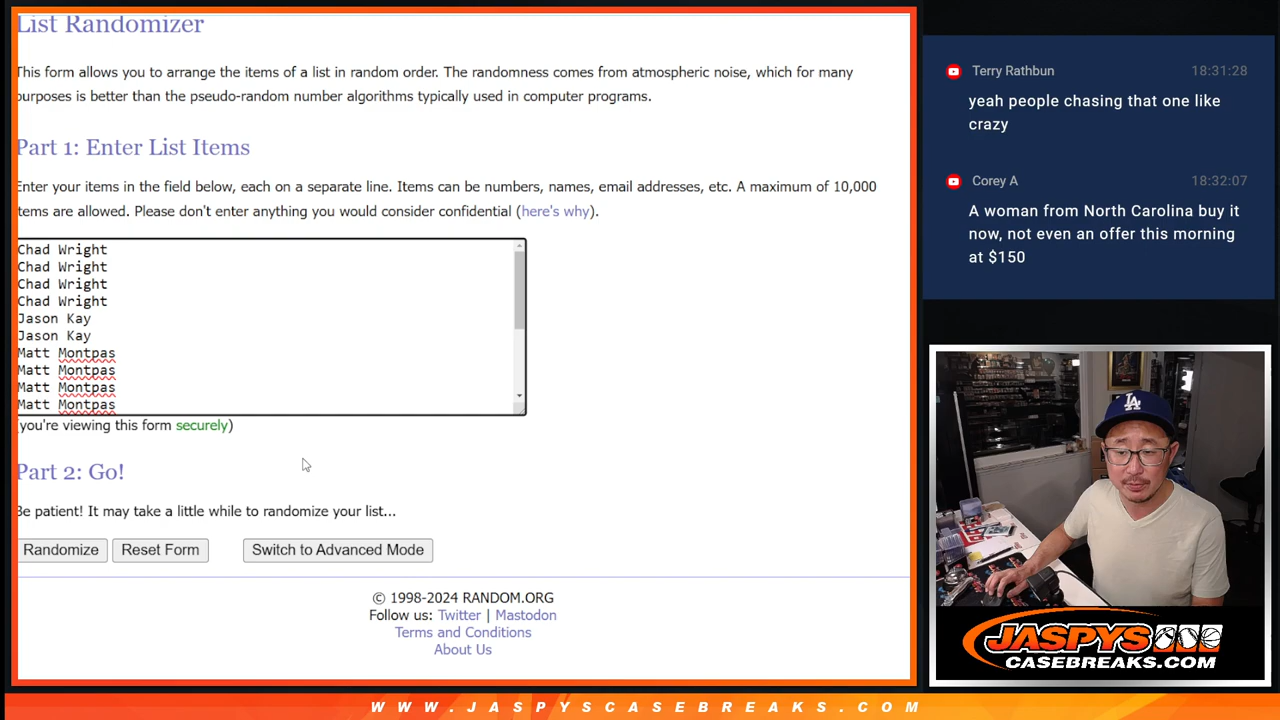 List Randomizer
This form allows you to arrange the items of a list in random order. The randomness comes from atmospheric noise, which for many
purposes is better than the pseudo-random number algorithms typically used in computer programs.
Part 1: Enter List Items
Enter your items in the field below, each on a separate line. Items can be numbers, names, email addresses, etc. A maximum of 10,000
items are allowed. Please don't enter anything you would consider confidential (here's why).
Chad Wright
Chad Wright
Chad Wright
Chad Wright
Jason Kay
Jason Kay
Matt Montpas
Matt Montpas
Matt Montpas
Matt Montpas
(you're viewing this form securely)
Part 2: Go!
Be patient! It may take a little while to randomize your list...
Randomize Reset Form Switch to Advanced Mode
© 1998-2024 RANDOM.ORG
Follow us: Twitter | Mastodon
Terms and Conditions
About Us
Terry Rathbun 18:31:28
yeah people chasing that one like
crazy
Corey A 18:32:07
A woman from North Carolina buy it
now, not even an offer this morning
at $150
LA
JASPYS
CASEBREAKS.COM
WWW.JASPYSCASEBREAKS.COM